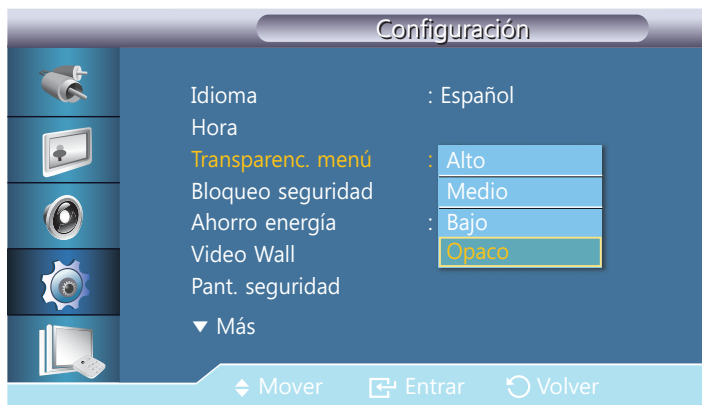 Configuración
Idioma : Español
Hora
Transparenc. menú : Alto
Bloqueo seguridad Medio
Ahorro energía : Bajo
Video Wall Opaco
Pant. seguridad
▼ Más
Mover Entrar Volver